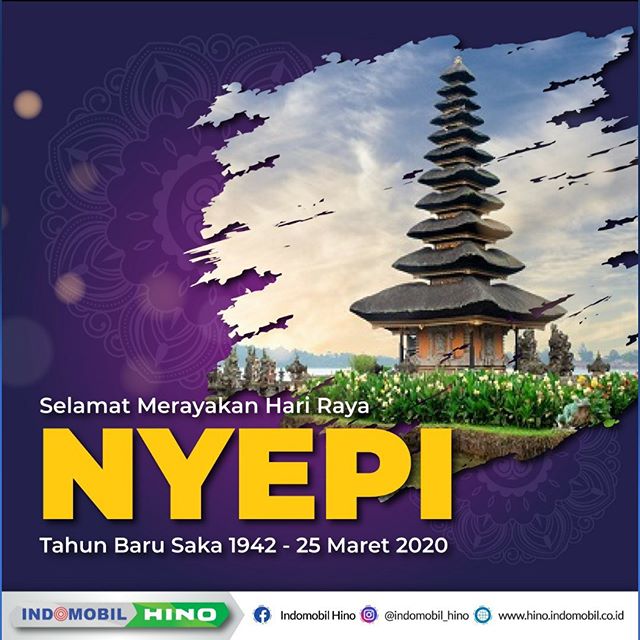 Selamat Merayakan Hari Raya
NYEPI
Tahun Baru Saka 1942 - 25 Maret 2020
INDOMOBIL HINO Indomobil Hino @indomobil_hino www.hino.indomobil.co.id